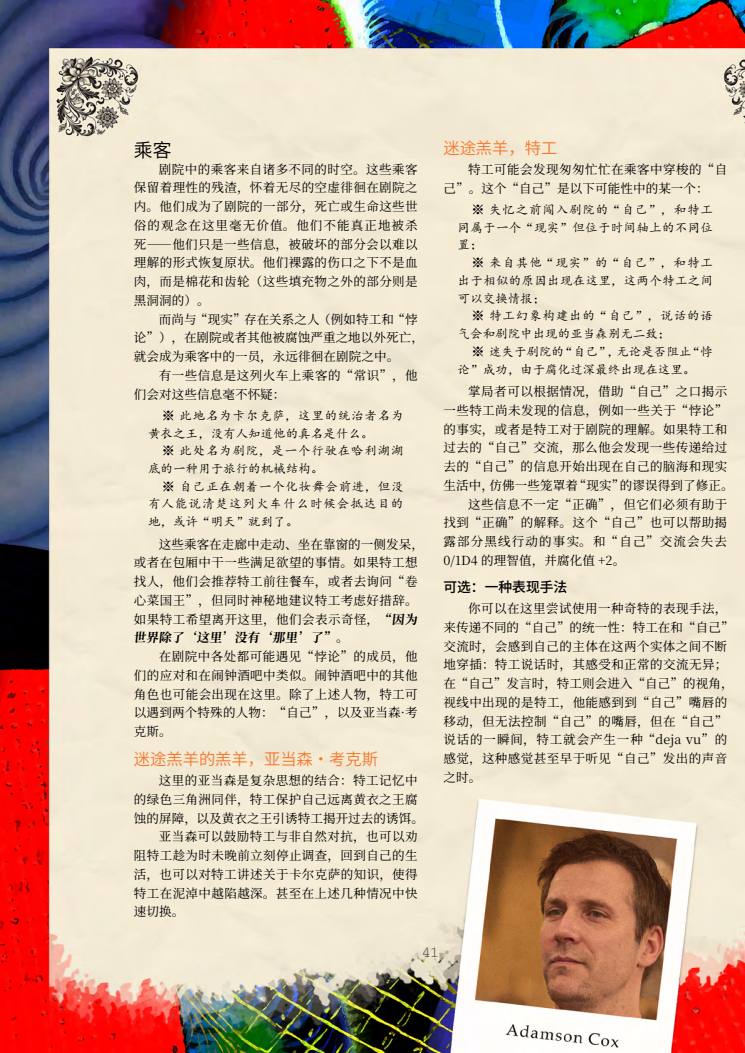 乘客
剧院中的乘客来自诸多不同的时空。这些乘客
保留着理性的残渣，怀着无尽的空虚徘徊在剧院之
内。他们成为了剧院的一部分，死亡或生命这些世
俗的观念在这里毫无价值。他们不能真正地被杀
死——他们只是一些信息，被破坏的部分会以难以
理解的形式恢复原状。他们裸露的伤口之下不是血
肉，而是棉花和齿轮（这些填充物之外的部分则是
黑洞洞的）。
而尚与“现实”存在关系之人（例如特工和“悖
论”），在剧院或者其他被腐蚀严重之地以外死亡，
就会成为乘客中的一员，永远徘徊在剧院之中。
有一些信息是这列火车上乘客的“常识”，他
们会对这些信息毫不怀疑：
※ 此地名为卡尔克萨，这里的统治者名为
黄衣之王，没有人知道他的真名是什么。
※ 此处名为剧院，是一个行驶在哈利湖湖
底的一种用于旅行的机械结构。
※ 自己正在朝着一个化妆舞会前进，但没
有人能说清楚这列火车什么时候会抵达目的
地，或许“明天”就到了。
这些乘客在走廊中走动、坐在靠窗的一侧发呆，
或者在包厢中干一些满足欲望的事情。如果特工想
找人，他们会推荐特工前往餐车，或者去询问“卷
心菜国王”，但同时神秘地建议特工考虑好措辞。
如果特工希望离开这里，他们会表示奇怪，“因为
世界除了‘这里’没有‘那里’了”。
在剧院中各处都可能遇见“悖论”的成员，他
们的应对和在闹钟酒吧中类似。闹钟酒吧中的其他
角色也可能会出现在这里。除了上述人物，特工可
以遇到两个特殊的人物：“自己”，以及亚当森·考
克斯。
迷途羔羊的羔羊，亚当森·考克斯
这里的亚当森是复杂思想的结合：特工记忆中
的绿色三角洲同伴，特工保护自己远离黄衣之王腐
蚀的屏障，以及黄衣之王引诱特工揭开过去的诱饵。
亚当森可以鼓励特工与非自然对抗，也可以劝
阻特工趁为时未晚前立刻停止调查，回到自己的生
活，也可以对特工讲述关于卡尔克萨的知识，使得
特工在泥淖中越陷越深。甚至在上述几种情况中快
速切换。
迷途羔羊，特工
特工可能会发现匆匆忙忙在乘客中穿梭的“自
己”。这个“自己”是以下可能性中的某一个：
※ 失忆之前闯入剧院的“自己”，和特工
同属于一个“现实”但位于时间轴上的不同位
置；
※ 来自其他“现实”的“自己”，和特工
出于相似的原因出现在这里，这两个特工之间
可以交换情报；
※ 特工幻象构建出的“自己”，说话的语
气会和剧院中出现的亚当森别无二致；
※ 迷失于剧院的“自己”，无论是否阻止“悖
论”成功，由于腐化过深最终出现在这里。
掌局者可以根据情况，借助“自己”之口揭示
一些特工尚未发现的信息，例如一些关于“悖论”
的事实，或者是特工对于剧院的理解。如果特工和
过去的“自己”交流，那么他会发现一些传递给过
去的“自己”的信息开始出现在自己的脑海和现实
生活中，仿佛一些笼罩着“现实”的谬误得到了修正。
这些信息不一定“正确”，但它们必须有助于
找到“正确”的解释。这个“自己”也可以帮助揭
露部分黑线行动的事实。和“自己”交流会失去
0/1D4 的理智值，并腐化值 +2。
可选：一种表现手法
你可以在这里尝试使用一种奇特的表现手法，
来传递不同的“自己”的统一性：特工在和“自己”
交流时，会感到自己的主体在这两个实体之间不断
地穿插：特工说话时，其感受和正常的交流无异；
在“自己”发言时，特工则会进入“自己”的视角，
视线中出现的是特工，他能感到到“自己”嘴唇的
移动，但无法控制“自己”的嘴唇，但在“自己”
说话的一瞬间，特工就会产生一种“deja vu”的
感觉，这种感觉甚至早于听见“自己”发出的声音
之时。
41
Adamson Cox